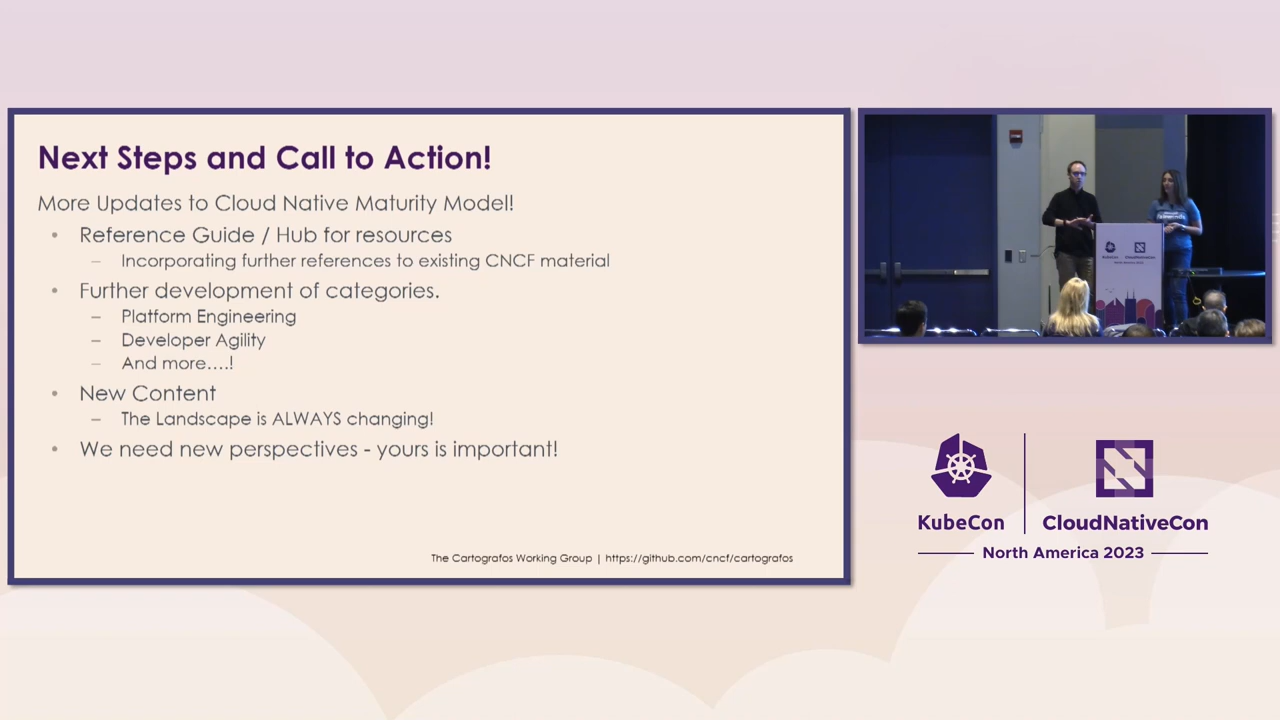 Next Steps and Call to Action!
More Updates to Cloud Native Maturity Model!
• Reference Guide / Hub for resources
– Incorporating further references to existing CNCF material
• Further development of categories.
– Platform Engineering
– Developer Agility
– And more....!
• New Content
– The Landscape is ALWAYS changing!
• We need new perspectives - yours is important!
The Cartografos Working Group | https://github.com/cncf/cartografos
KubeCon
CloudNativeCon
North America 2023